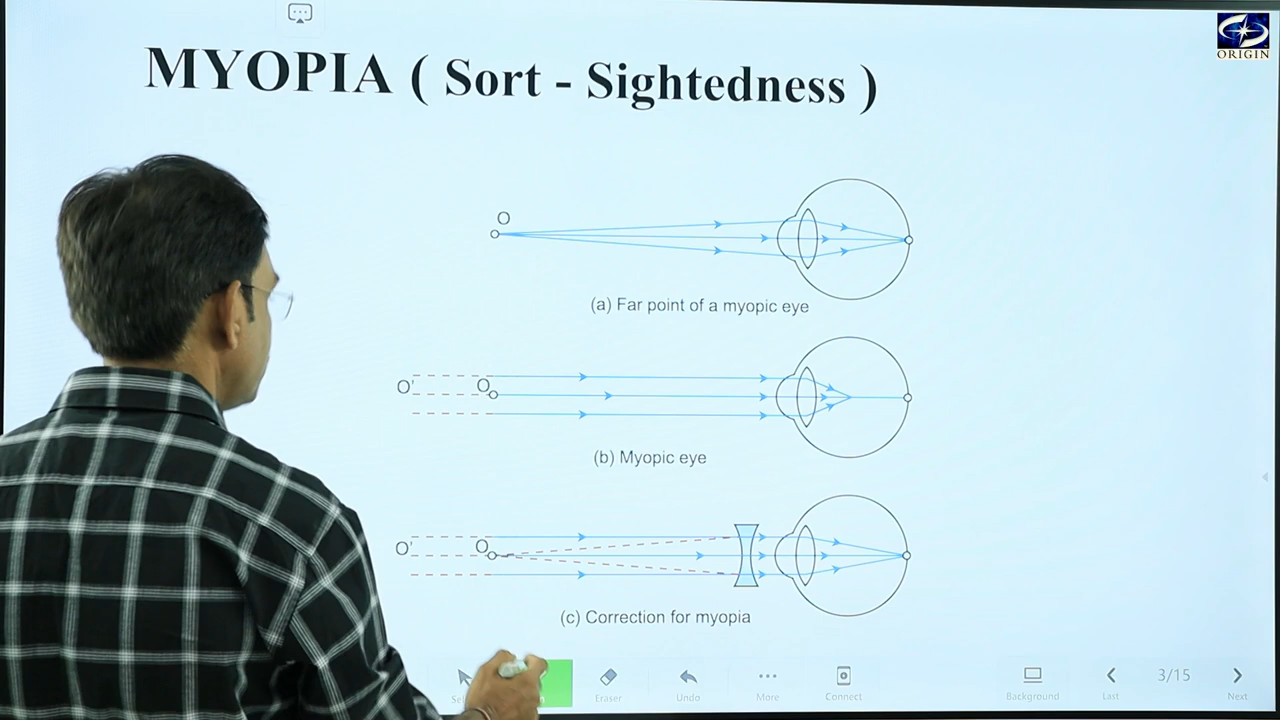 ORIGIN
MYOPIA ( Sort - Sightedness )
O
(a) Far point of a myopic eye
O' O
(b) Myopic eye
O' O
(c) Correction for myopia
Eraser Undo More Connect Background Last 3/15 Next